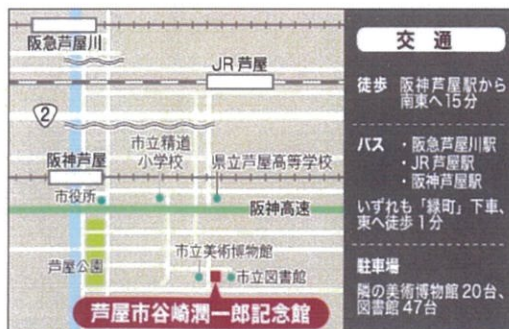 阪急芦屋川
JR 芦屋
2
阪神芦屋
市立精道
小学校
県立芦屋高等学校
市役所
阪神高速
芦屋公園
市立美術博物館
市立図書館
芦屋市谷崎潤一郎記念館
交 通
徒歩 阪神芦屋駅から
南東へ15分
バス ・阪急芦屋川駅
・JR芦屋駅
・阪神芦屋駅
いずれも「緑町」下車、
東へ徒歩1分
駐車場
隣の美術博物館20台、
図書館47台